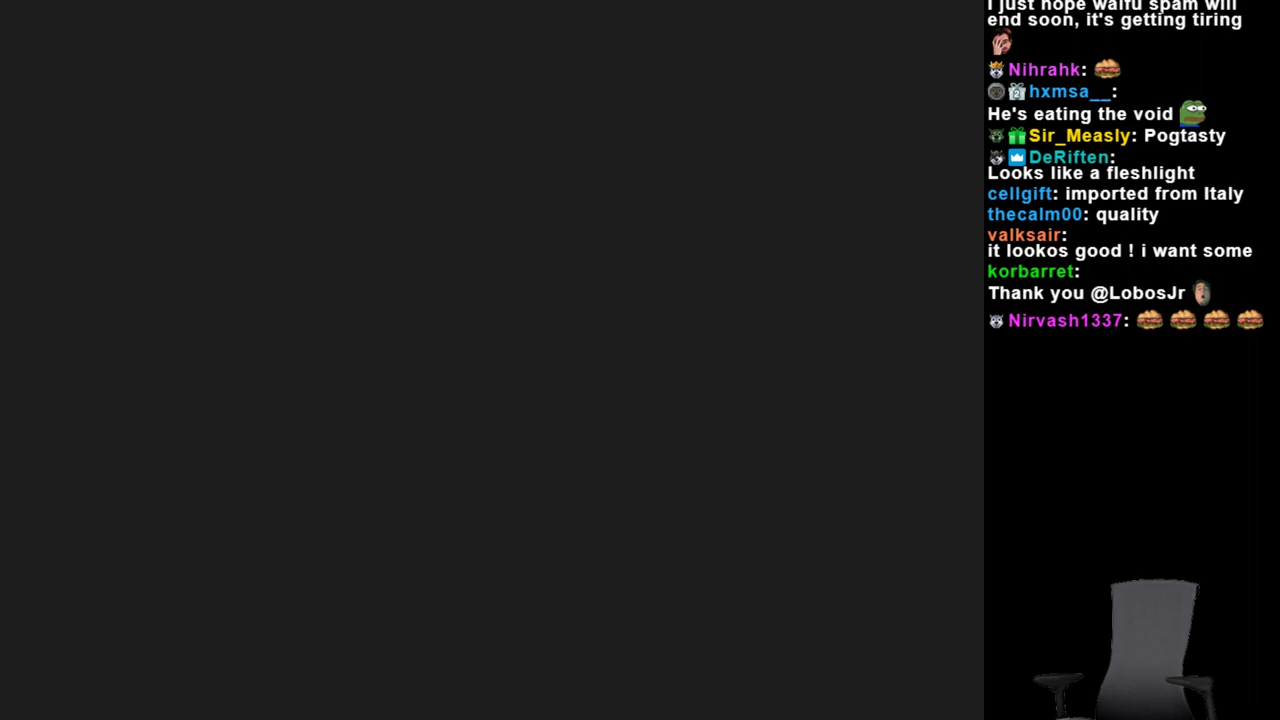 I just hope waifu spam will
end soon, it's getting tiring
Nihrahk:
2 hxmsa__:
He's eating the void
Sir_Measly: Pogtasty
DeRiften:
Looks like a fleshlight
cellgift: imported from Italy
thecalm00: quality
valksair:
it lookos good ! i want some
korbarret:
Thank you @LobosJr
Nirvash1337: